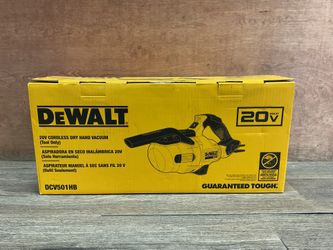 DEWALT
20V
20V CORDLESS DRY HAND VACUUM
(Tool Only)
ASPIRADORA EN SECO INALÁMBRICA 20V
(Solo Herramienta)
ASPIRATEUR MANUEL À SEC SANS FIL 20 V
(Outil Seulement)
DCV501HB
GUARANTEED TOUGH.